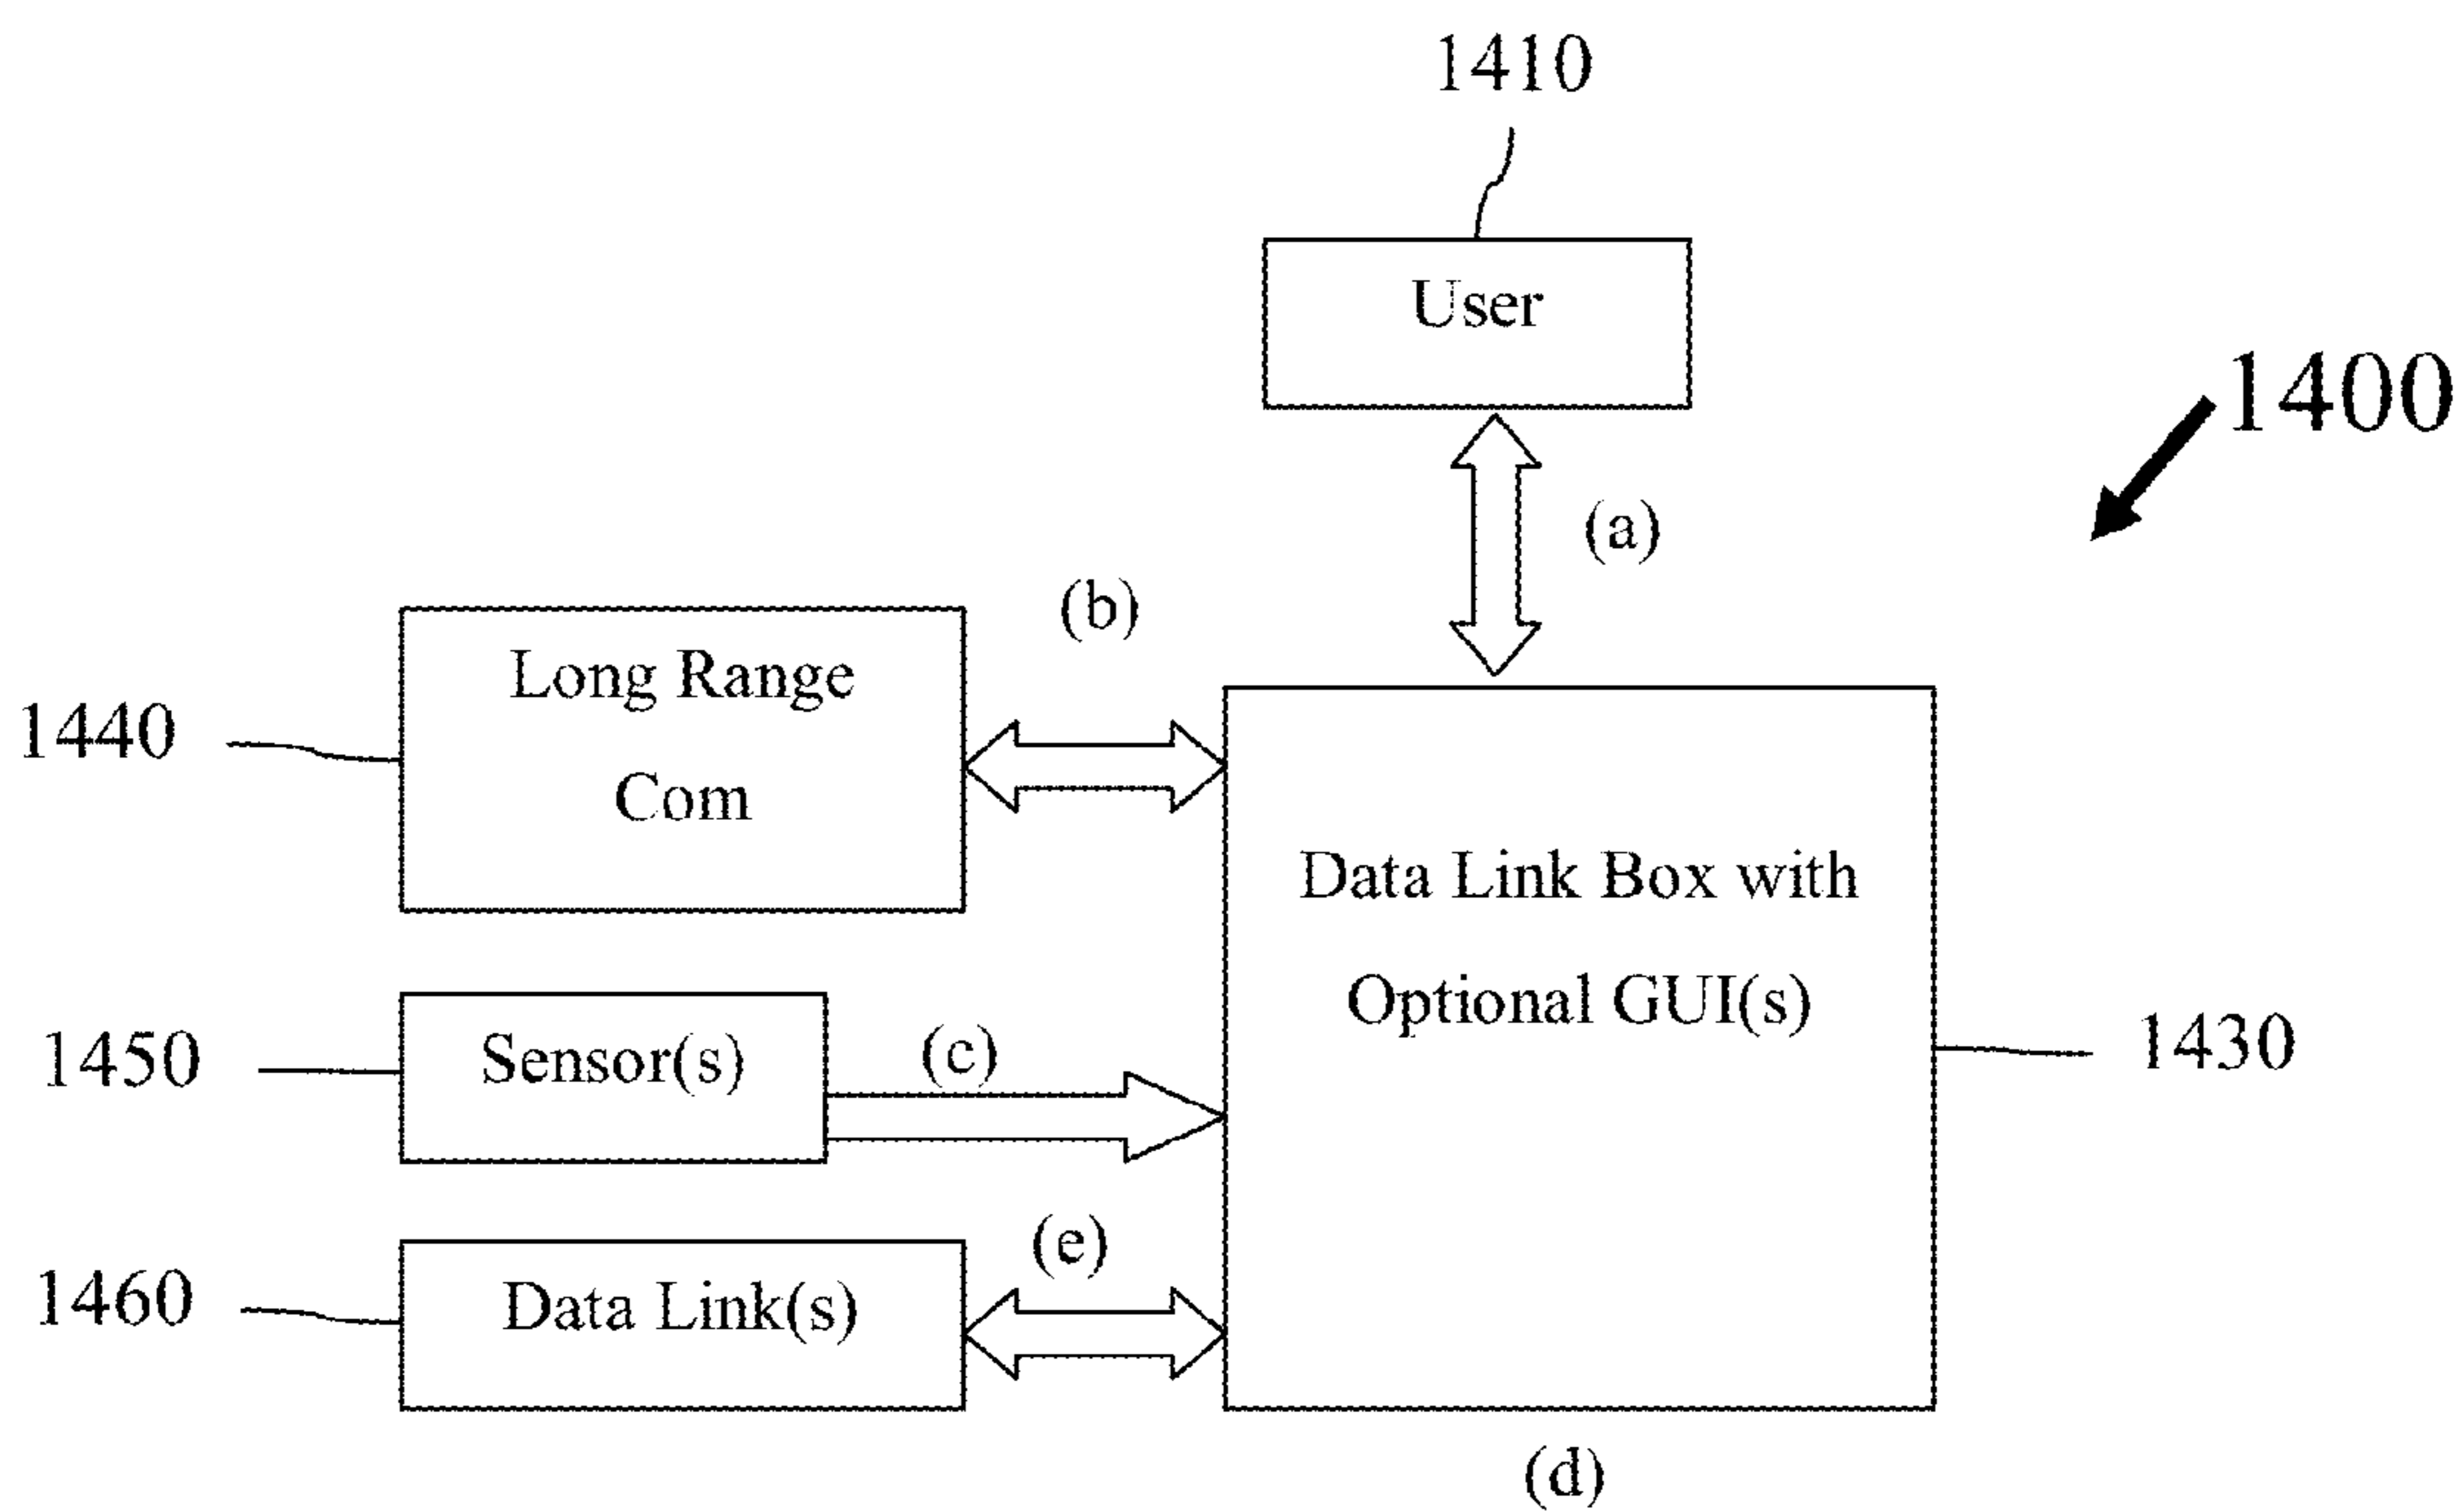 1410
User
1400
(a)
(b)
Long Range
Com
1440
Data Link Box with
Optional GUI(s)
1430
(c)
Sensor(s)
1450
(e)
Data Link(s)
1460
(d)